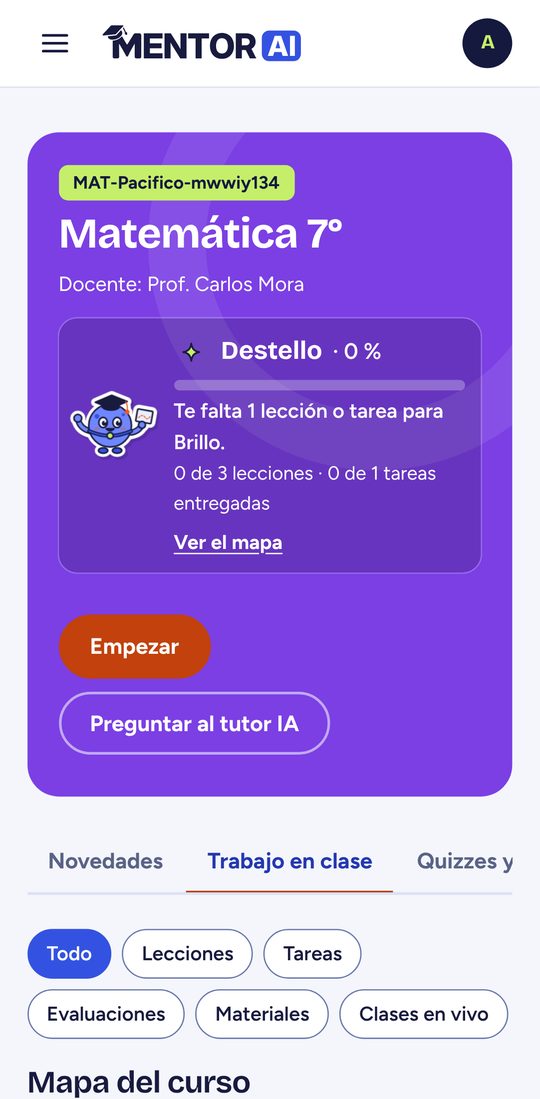 MENTOR AI
A
MAT-Pacifico-mwwiy134
Matemática 7°
Docente: Prof. Carlos Mora
Destello · 0 %
Te falta 1 lección o tarea para
Brillo.
0 de 3 lecciones · 0 de 1 tareas
entregadas
Ver el mapa
Empezar
Preguntar al tutor IA
Novedades
Trabajo en clase
Quizzes y
Todo
Lecciones
Tareas
Evaluaciones
Materiales
Clases en vivo
Mapa del curso